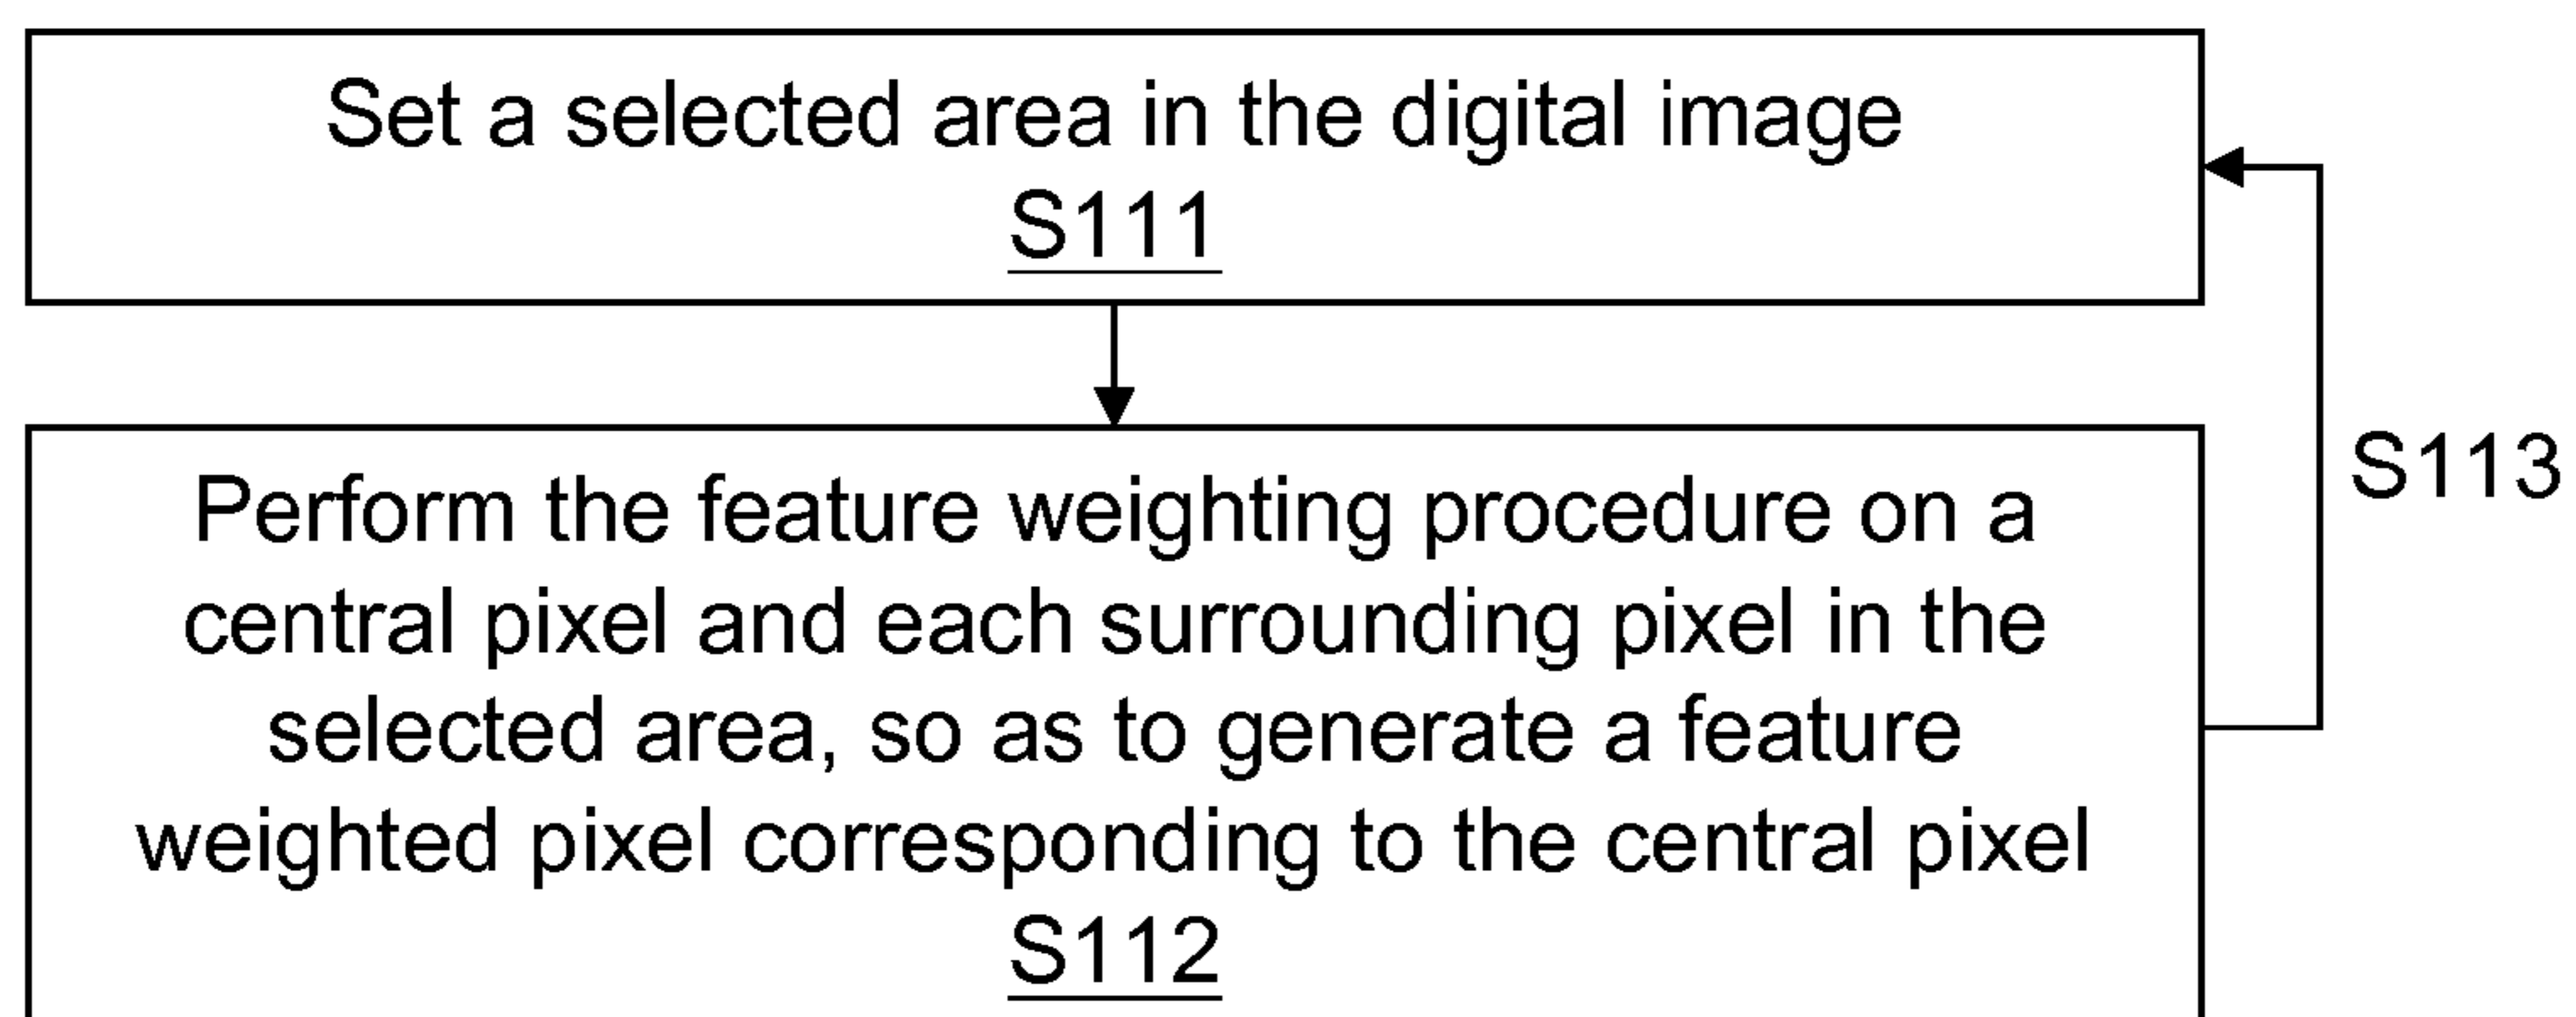 Set a selected area in the digital image
S111
Perform the feature weighting procedure on a
central pixel and each surrounding pixel in the
selected area, so as to generate a feature
weighted pixel corresponding to the central pixel
S112
S113